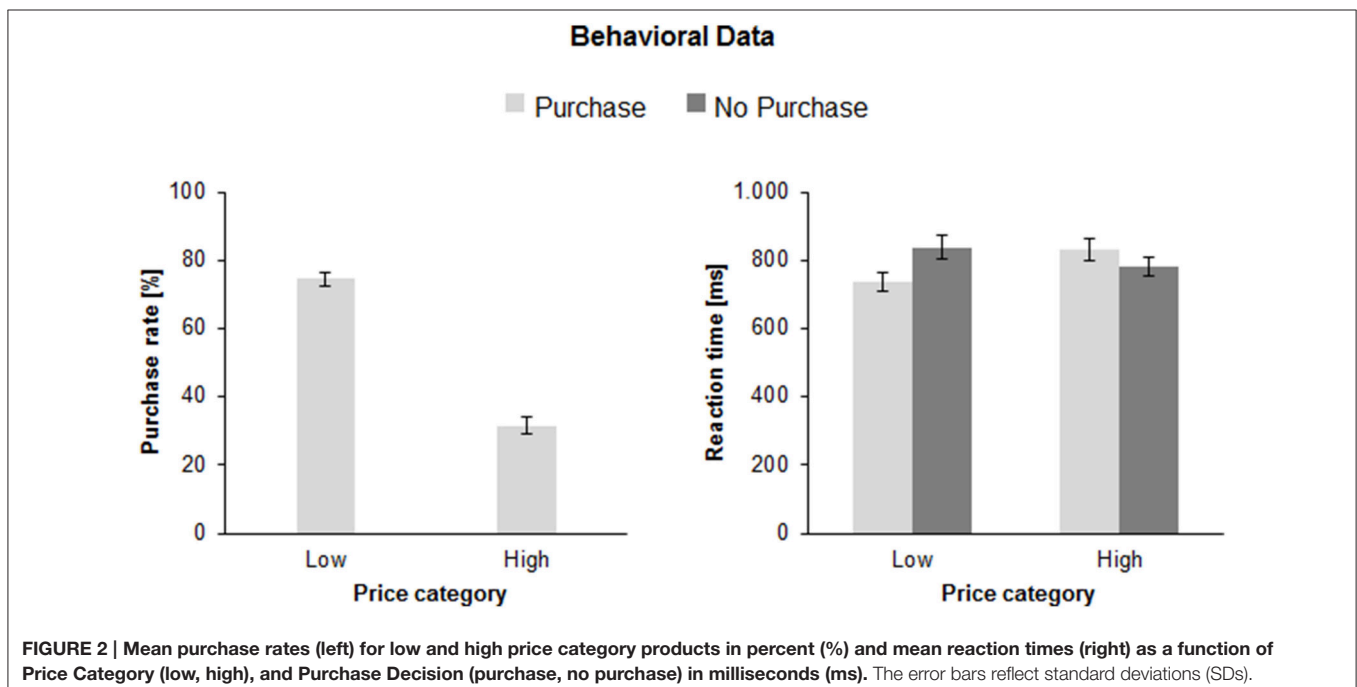 Behavioral Data
Purchase No Purchase
Purchase rate [%]
100
80
60
40
20
0
Low High
Price category
Reaction time [ms]
1.000
800
600
400
200
0
Low High
Price category
FIGURE 2 | Mean purchase rates (left) for low and high price category products in percent (%) and mean reaction times (right) as a function of
Price Category (low, high), and Purchase Decision (purchase, no purchase) in milliseconds (ms). The error bars reflect standard deviations (SDs).